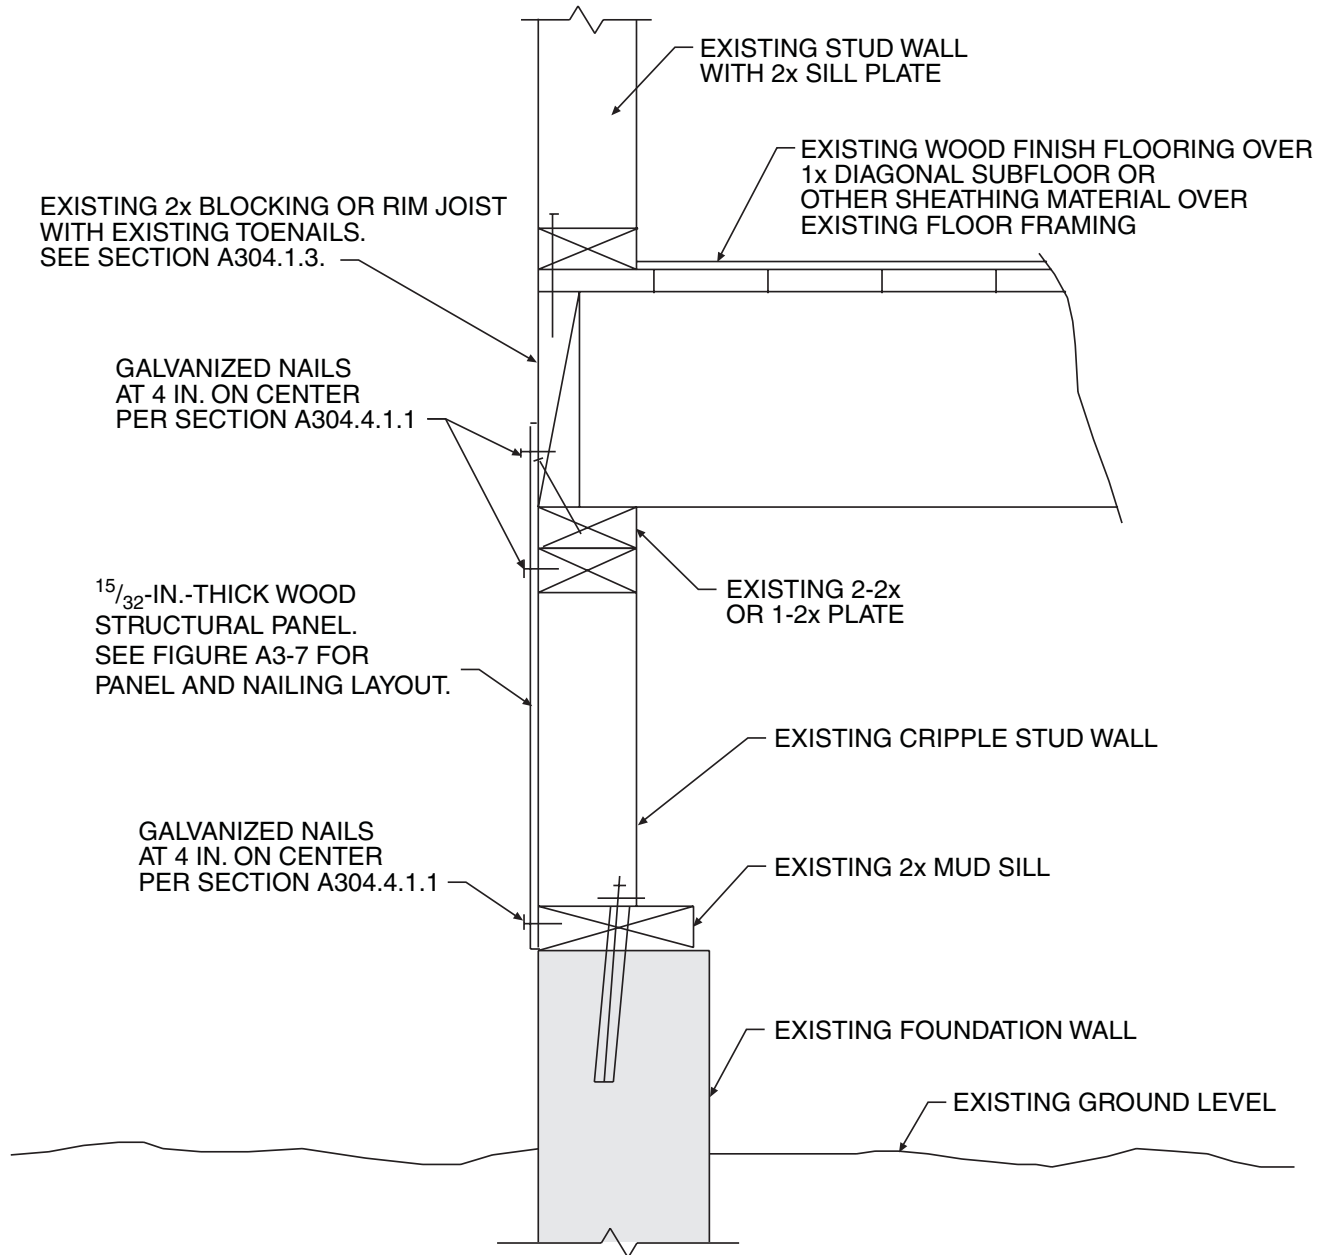 EXISTING STUD WALL
WITH 2x SILL PLATE
EXISTING WOOD FINISH FLOORING OVER
1x DIAGONAL SUBFLOOR OR
OTHER SHEATHING MATERIAL OVER
EXISTING FLOOR FRAMING
EXISTING 2x BLOCKING OR RIM JOIST
WITH EXISTING TOENAILS.
SEE SECTION A304.1.3.
GALVANIZED NAILS
AT 4 IN. ON CENTER
PER SECTION A304.4.1.1
15/32-IN.-THICK WOOD
STRUCTURAL PANEL.
SEE FIGURE A3-7 FOR
PANEL AND NAILING LAYOUT.
EXISTING 2-2x
OR 1-2x PLATE
EXISTING CRIPPLE STUD WALL
GALVANIZED NAILS
AT 4 IN. ON CENTER
PER SECTION A304.4.1.1
EXISTING 2x MUD SILL
EXISTING FOUNDATION WALL
EXISTING GROUND LEVEL